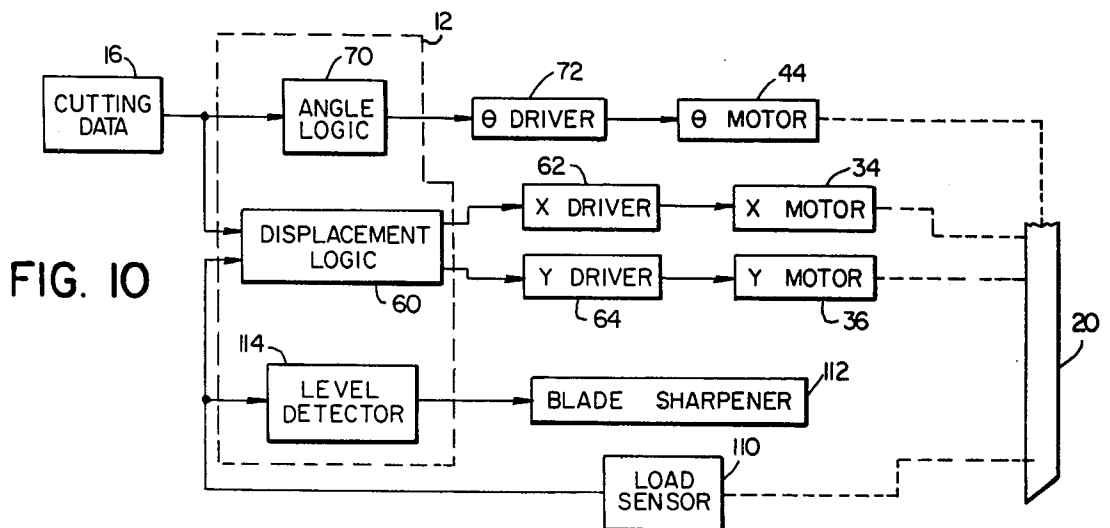 12
16
CUTTING
DATA
70
ANGLE
LOGIC
72
θ DRIVER
44
θ MOTOR
62
X DRIVER
34
X MOTOR
DISPLACEMENT
LOGIC
60
Y DRIVER
64
Y MOTOR
36
FIG. 10
20
114
LEVEL
DETECTOR
BLADE SHARPENER
112
110
LOAD
SENSOR